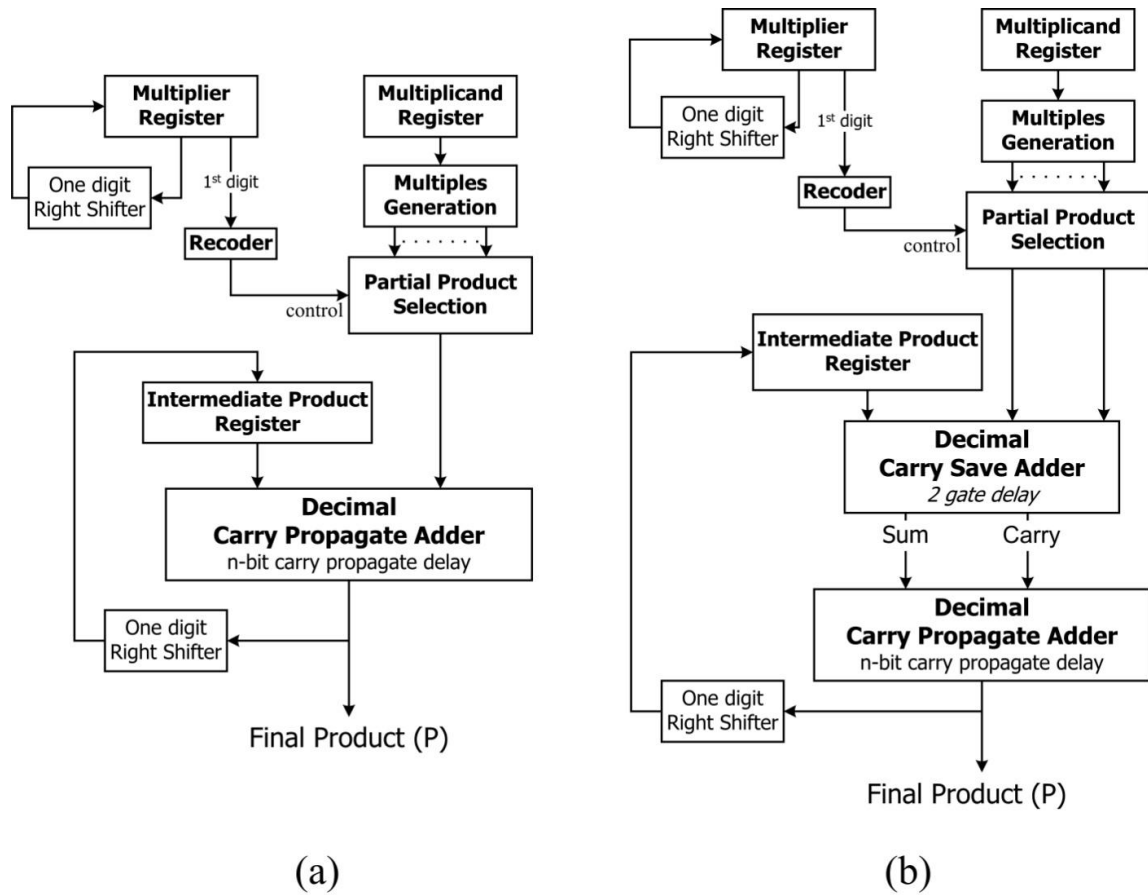 Multiplier
Register
Multiplicand
Register
One digit
Right Shifter
1st digit
Multiples
Generation
Recoder
control
Partial Product
Selection
Intermediate Product
Register
Decimal
Carry Propagate Adder
n-bit carry propagate delay
One digit
Right Shifter
Final Product (P)
(a)
Multiplier
Register
Multiplicand
Register
One digit
Right Shifter
1st digit
Multiples
Generation
Recoder
control
Partial Product
Selection
Intermediate Product
Register
Decimal
Carry Save Adder
2 gate delay
Sum
Carry
Decimal
Carry Propagate Adder
n-bit carry propagate delay
One digit
Right Shifter
Final Product (P)
(b)